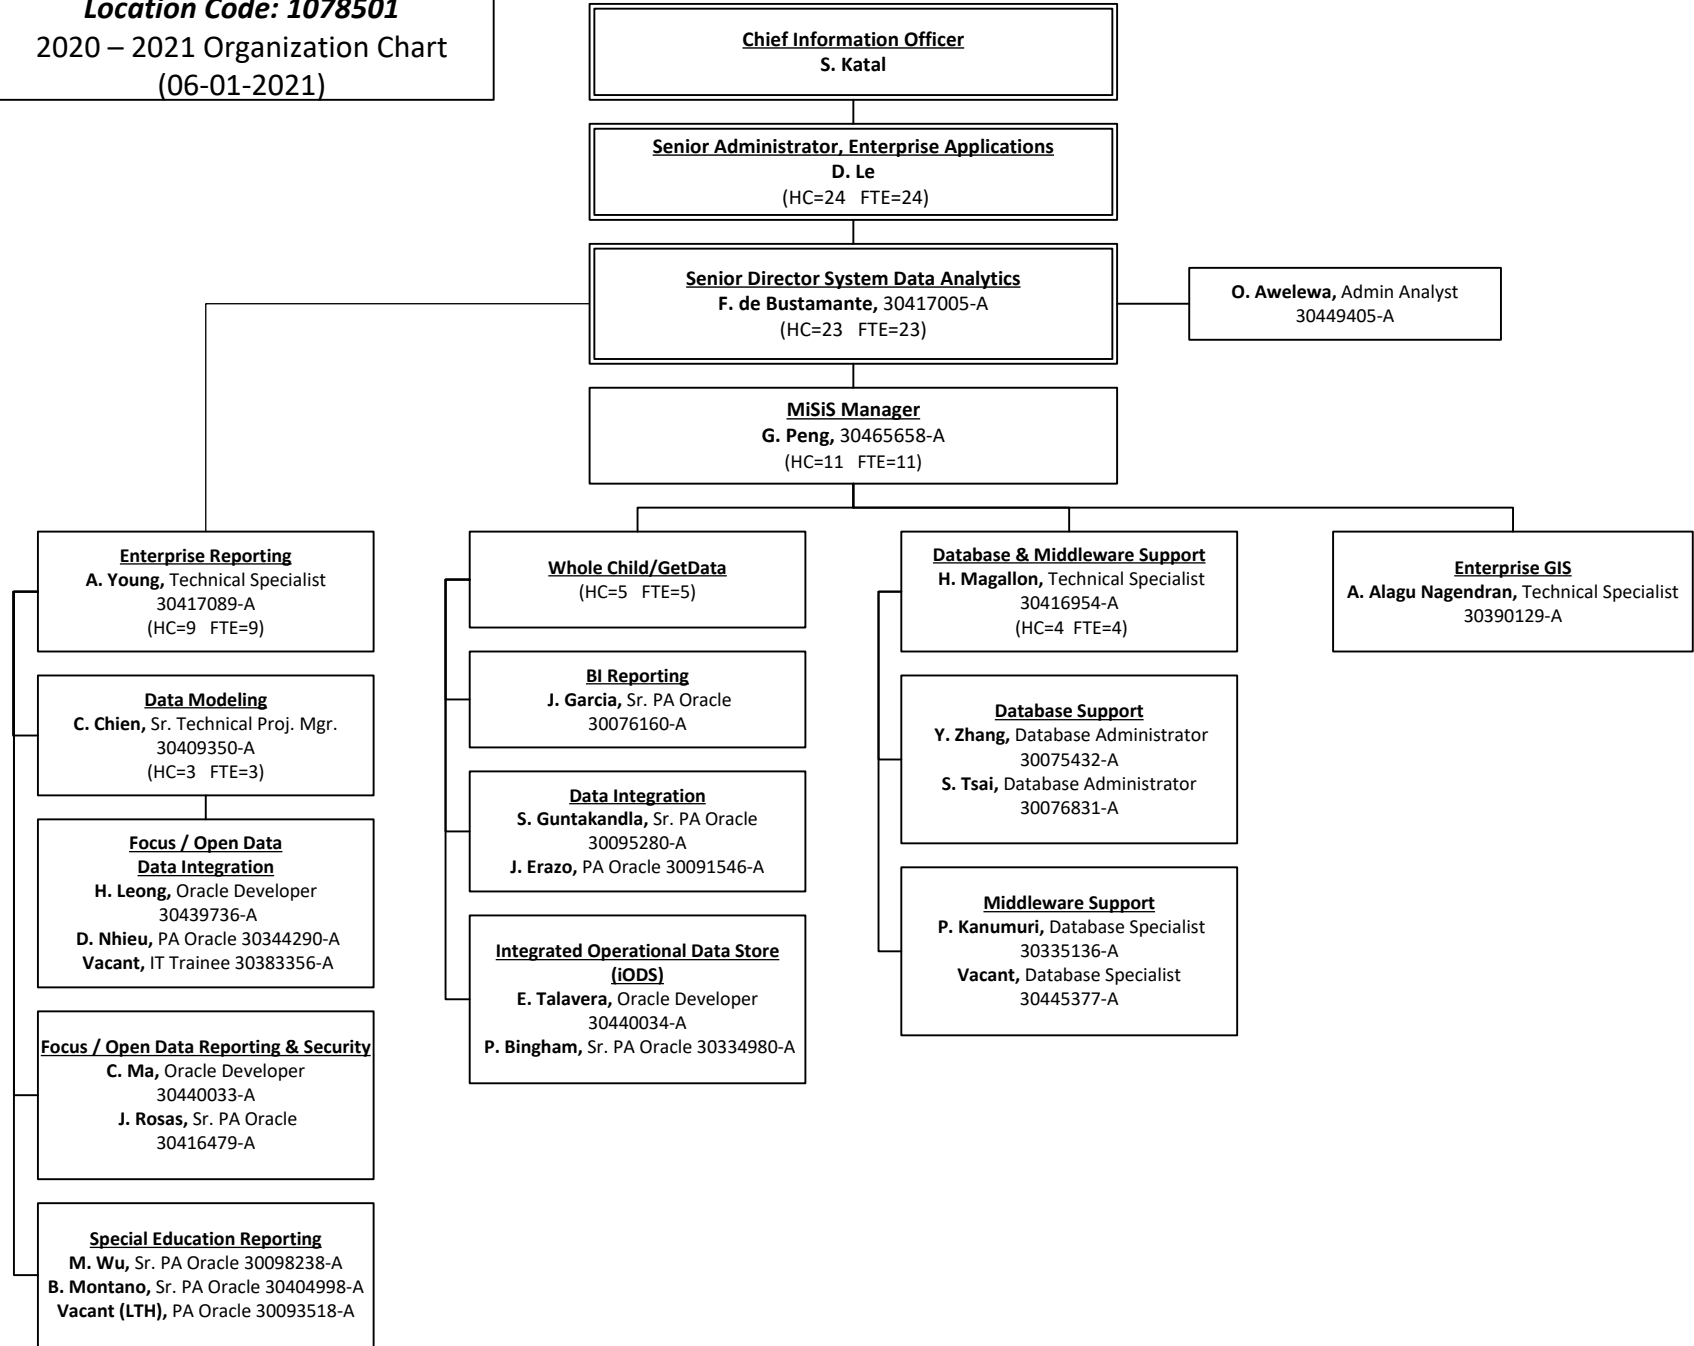 Location Code: 1078501
2020 – 2021 Organization Chart
(06-01-2021)
Chief Information Officer
S. Katal
Senior Administrator, Enterprise Applications
D. Le
(HC=24 FTE=24)
Senior Director System Data Analytics
F. de Bustamante, 30417005-A
(HC=23 FTE=23)
O. Awelewa, Admin Analyst
30449405-A
MiSiS Manager
G. Peng, 30465658-A
(HC=11 FTE=11)
Enterprise Reporting
A. Young, Technical Specialist
30417089-A
(HC=9 FTE=9)
Data Modeling
C. Chien, Sr. Technical Proj. Mgr.
30409350-A
(HC=3 FTE=3)
Focus / Open Data
Data Integration
H. Leong, Oracle Developer
30439736-A
D. Nhieu, PA Oracle 30344290-A
Vacant, IT Trainee 30383356-A
Focus / Open Data Reporting & Security
C. Ma, Oracle Developer
30440033-A
J. Rosas, Sr. PA Oracle
30416479-A
Special Education Reporting
M. Wu, Sr. PA Oracle 30098238-A
B. Montano, Sr. PA Oracle 30404998-A
Vacant (LTH), PA Oracle 30093518-A
Whole Child/GetData
(HC=5 FTE=5)
BI Reporting
J. Garcia, Sr. PA Oracle
30076160-A
Data Integration
S. Guntakandla, Sr. PA Oracle
30095280-A
J. Erazo, PA Oracle 30091546-A
Integrated Operational Data Store
(iODS)
E. Talavera, Oracle Developer
30440034-A
P. Bingham, Sr. PA Oracle 30334980-A
Database & Middleware Support
H. Magallon, Technical Specialist
30416954-A
(HC=4 FTE=4)
Database Support
Y. Zhang, Database Administrator
30075432-A
S. Tsai, Database Administrator
30076831-A
Middleware Support
P. Kanumuri, Database Specialist
30335136-A
Vacant, Database Specialist
30445377-A
Enterprise GIS
A. Alagu Nagendran, Technical Specialist
30390129-A